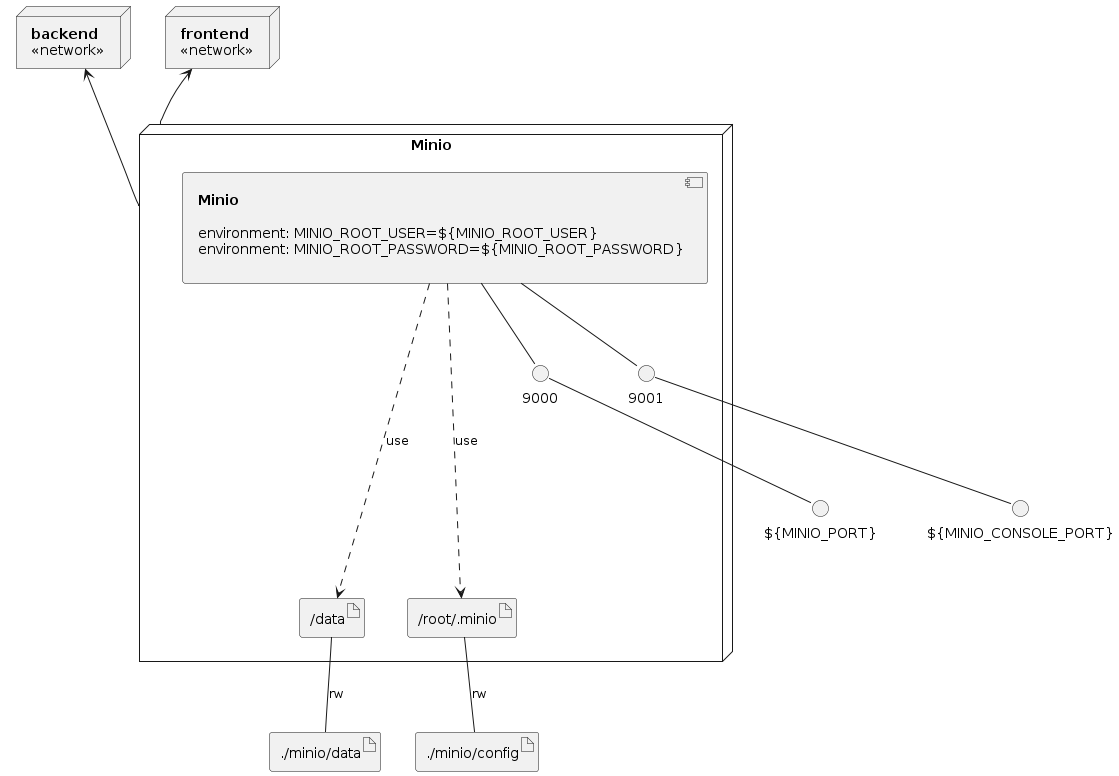 backend
«network»
frontend
«network»
Minio
Minio
environment: MINIO_ROOT_USER=${MINIO_ROOT_USER}
environment: MINIO_ROOT_PASSWORD=${MINIO_ROOT_PASSWORD}
9000
9001
use
use
${MINIO_PORT}
${MINIO_CONSOLE_PORT}
/data
/root/.minio
rw
rw
./minio/data
./minio/config